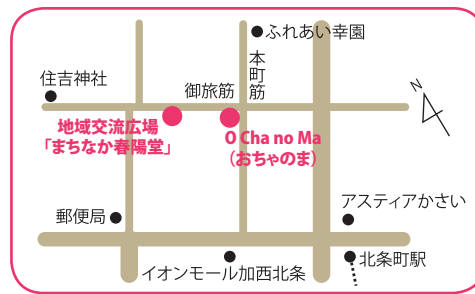 ふれあい幸園
本町筋
住吉神社
御旅筋
N
地域交流広場
「まちなか春陽堂」
O Cha no Ma
(おちゃのま)
アスティアかさい
郵便局
北条町駅
イオンモール加西北条